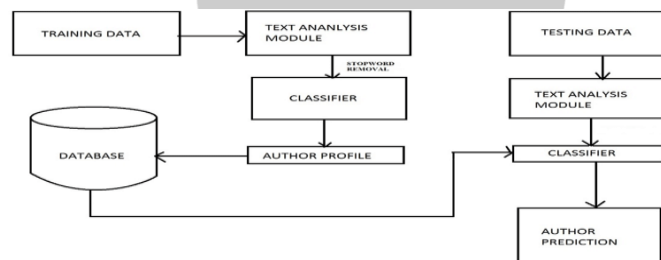 TRAINING DATA
TEXT ANANLYSIS
MODULE
STOPWORD
REMOVAL
CLASSIFIER
AUTHOR PROFILE
DATABASE
TESTING DATA
TEXT ANALYSIS
MODULE
CLASSIFIER
AUTHOR
PREDICTION